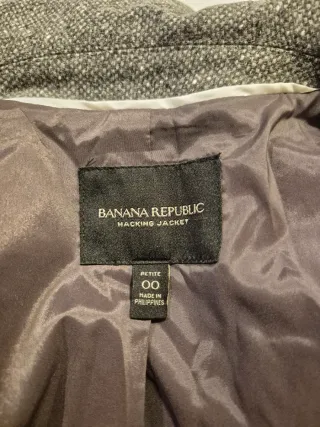 BANANA REPUBLIC
HACKING JACKET
PETITE
00
MADE IN
PHILIPPINES